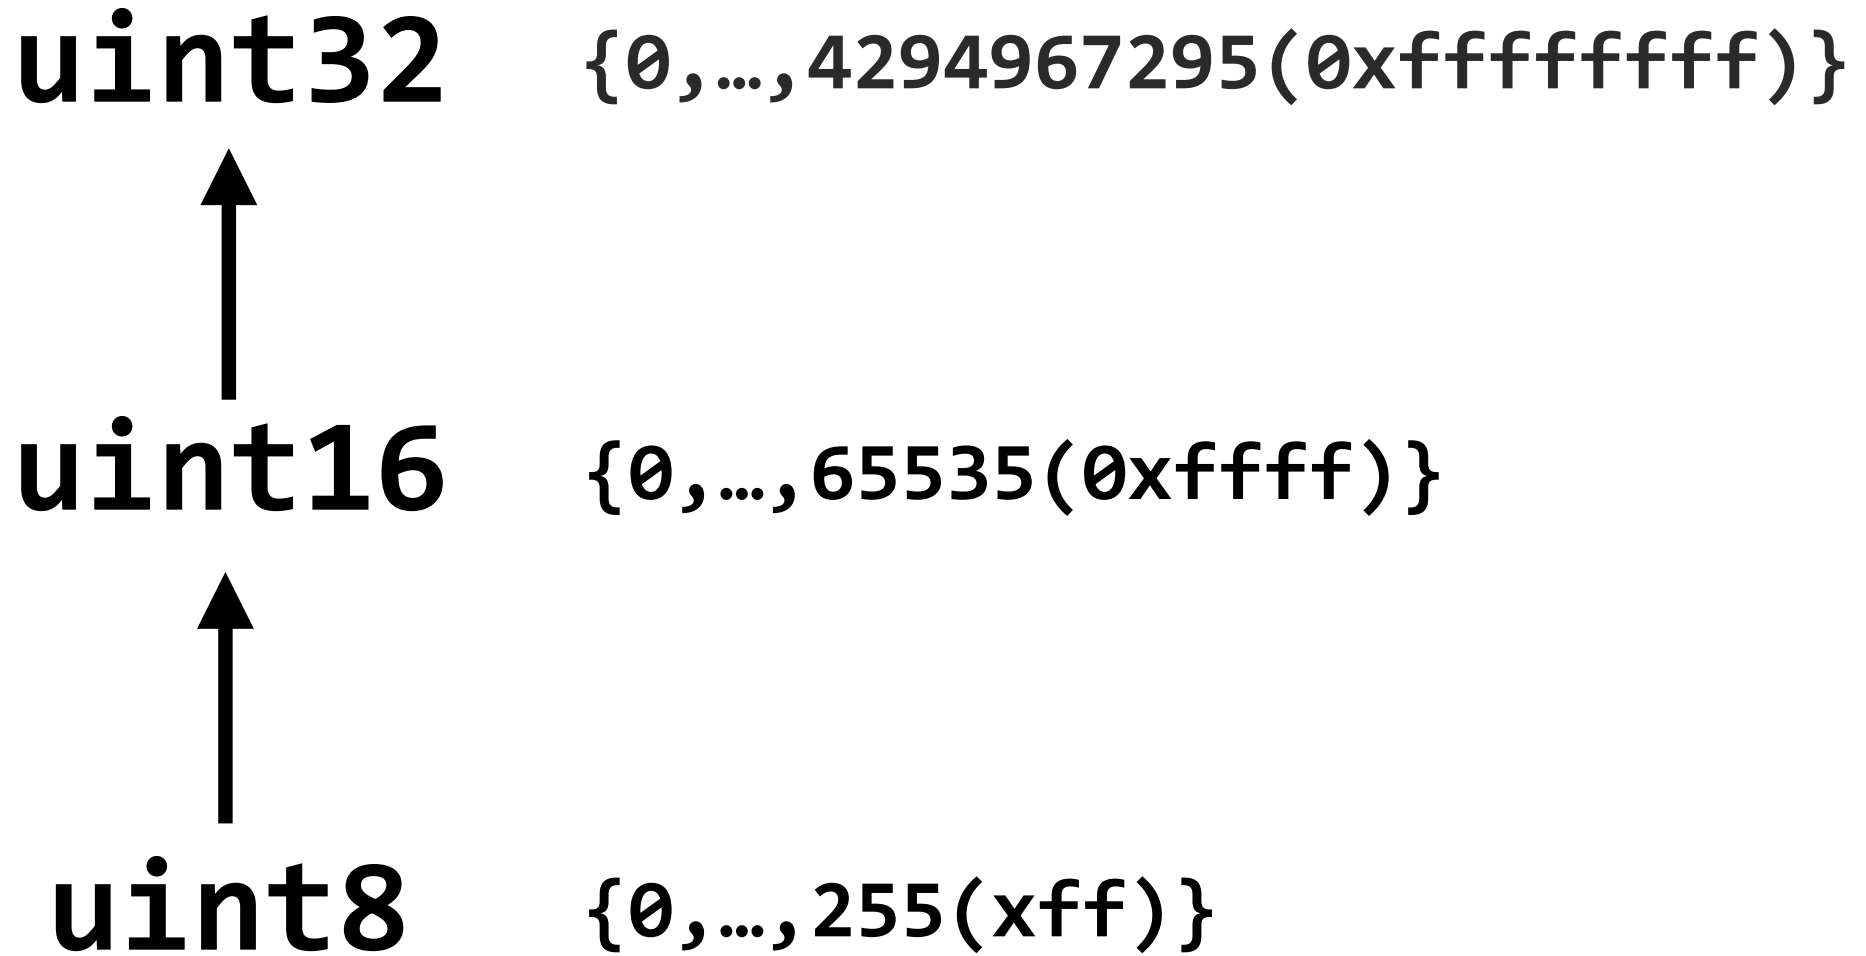 uint32 {0,…,4294967295(0xffffffff)}
uint16 {0,…,65535(0xffff)}
uint8 {0,…,255(xff)}